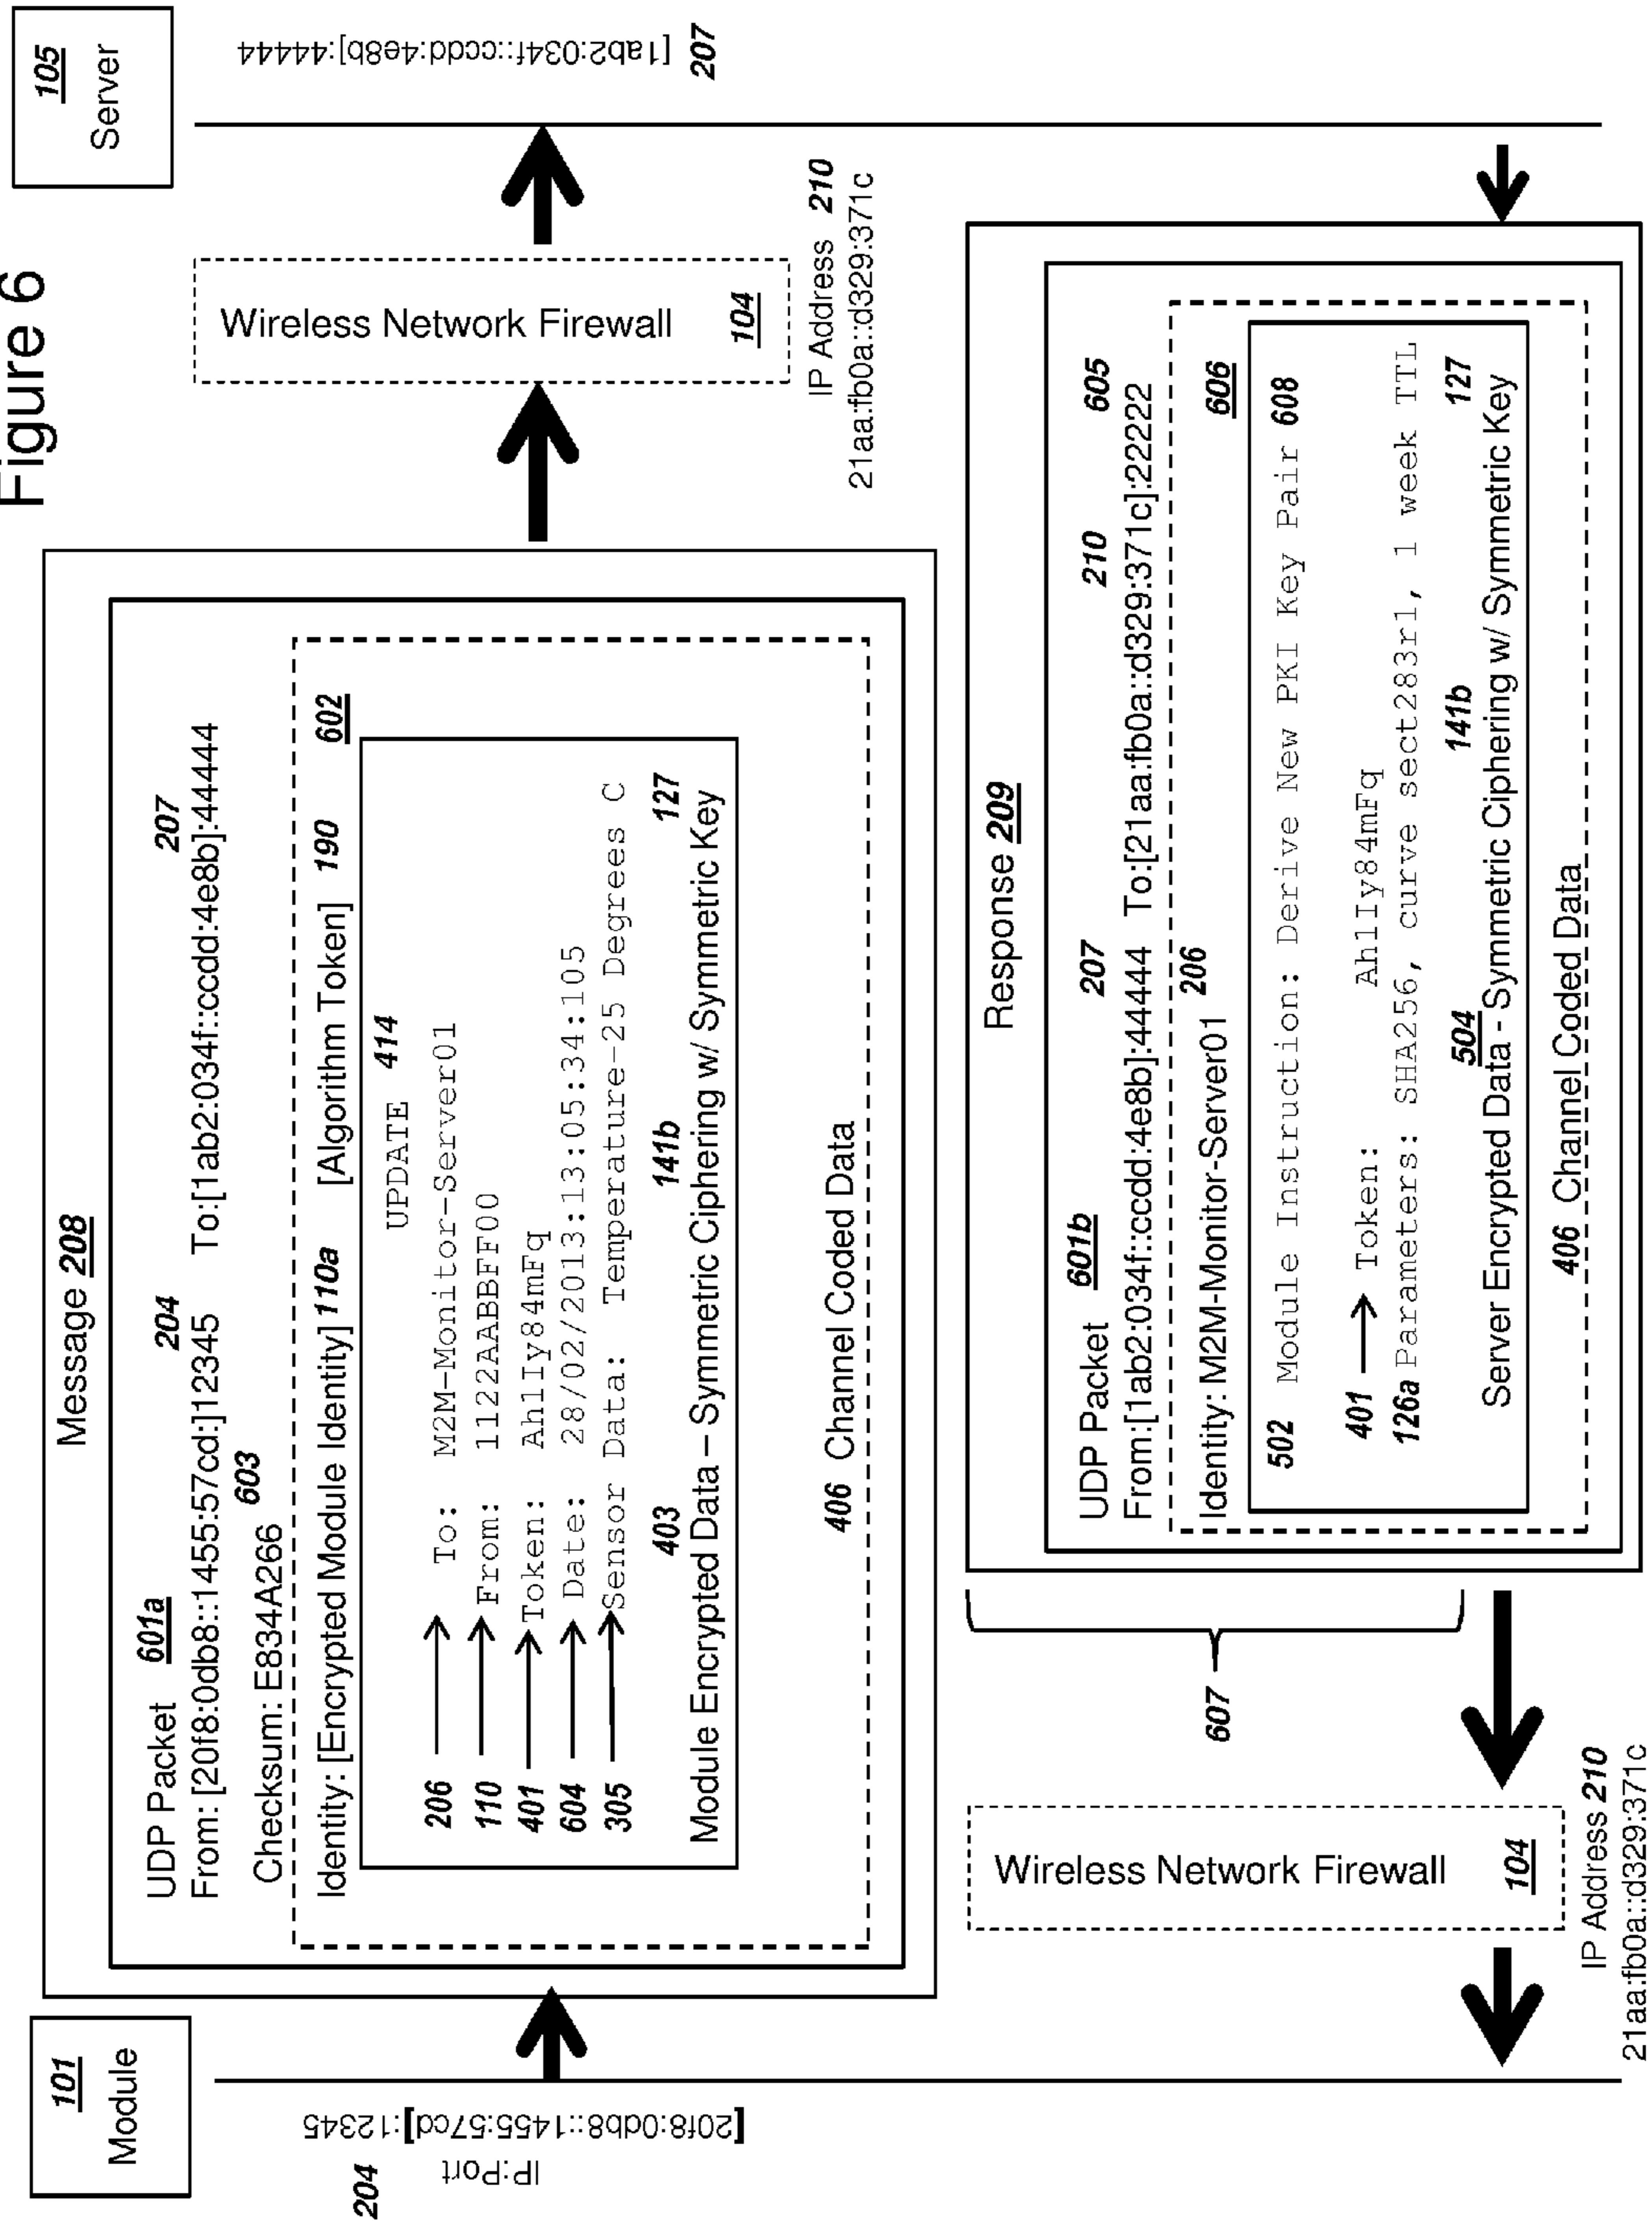 Figure 6
101
Module
105
Server
204
IP:Port
[20f8:0db8::1455:57cd]:12345
Message 208
UDP Packet 601a
204
207
From: [20f8:0db8::1455:57cd:]12345 To:[1ab2:034f::ccdd:4e8b]:44444
603
Checksum: E834A266
Identity: [Encrypted Module Identity] 110a [Algorithm Token] 190 602
UPDATE 414
206 To: M2M-Monitor-Server01
110 From: 1122AABBFF00
401 Token: AhlIy84mFq
604 Date: 28/02/2013:13:05:34:105
305 Sensor Data: Temperature-25 Degrees C
403 141b 127
Module Encrypted Data – Symmetric Ciphering w/ Symmetric Key
406 Channel Coded Data
Wireless Network Firewall
104
IP Address 210
21aa:fb0a::d329:371c
[1ab2:034f::ccdd:4e8b]:44444
207
Response 209
UDP Packet 601b 207 210 605
From:[1ab2:034f::ccdd:4e8b]:44444 To:[21aa:fb0a::d329:371c]:22222
206
Identity: M2M-Monitor-Server01 606
502 Module Instruction: Derive New PKI Key Pair 608
401 Token: AhlIy84mFq
126a Parameters: SHA256, curve sect283r1, 1 week TTL
504 141b 127
Server Encrypted Data - Symmetric Ciphering w/ Symmetric Key
406 Channel Coded Data
607
Wireless Network Firewall
104
IP Address 210
21aa:fb0a::d329:371c